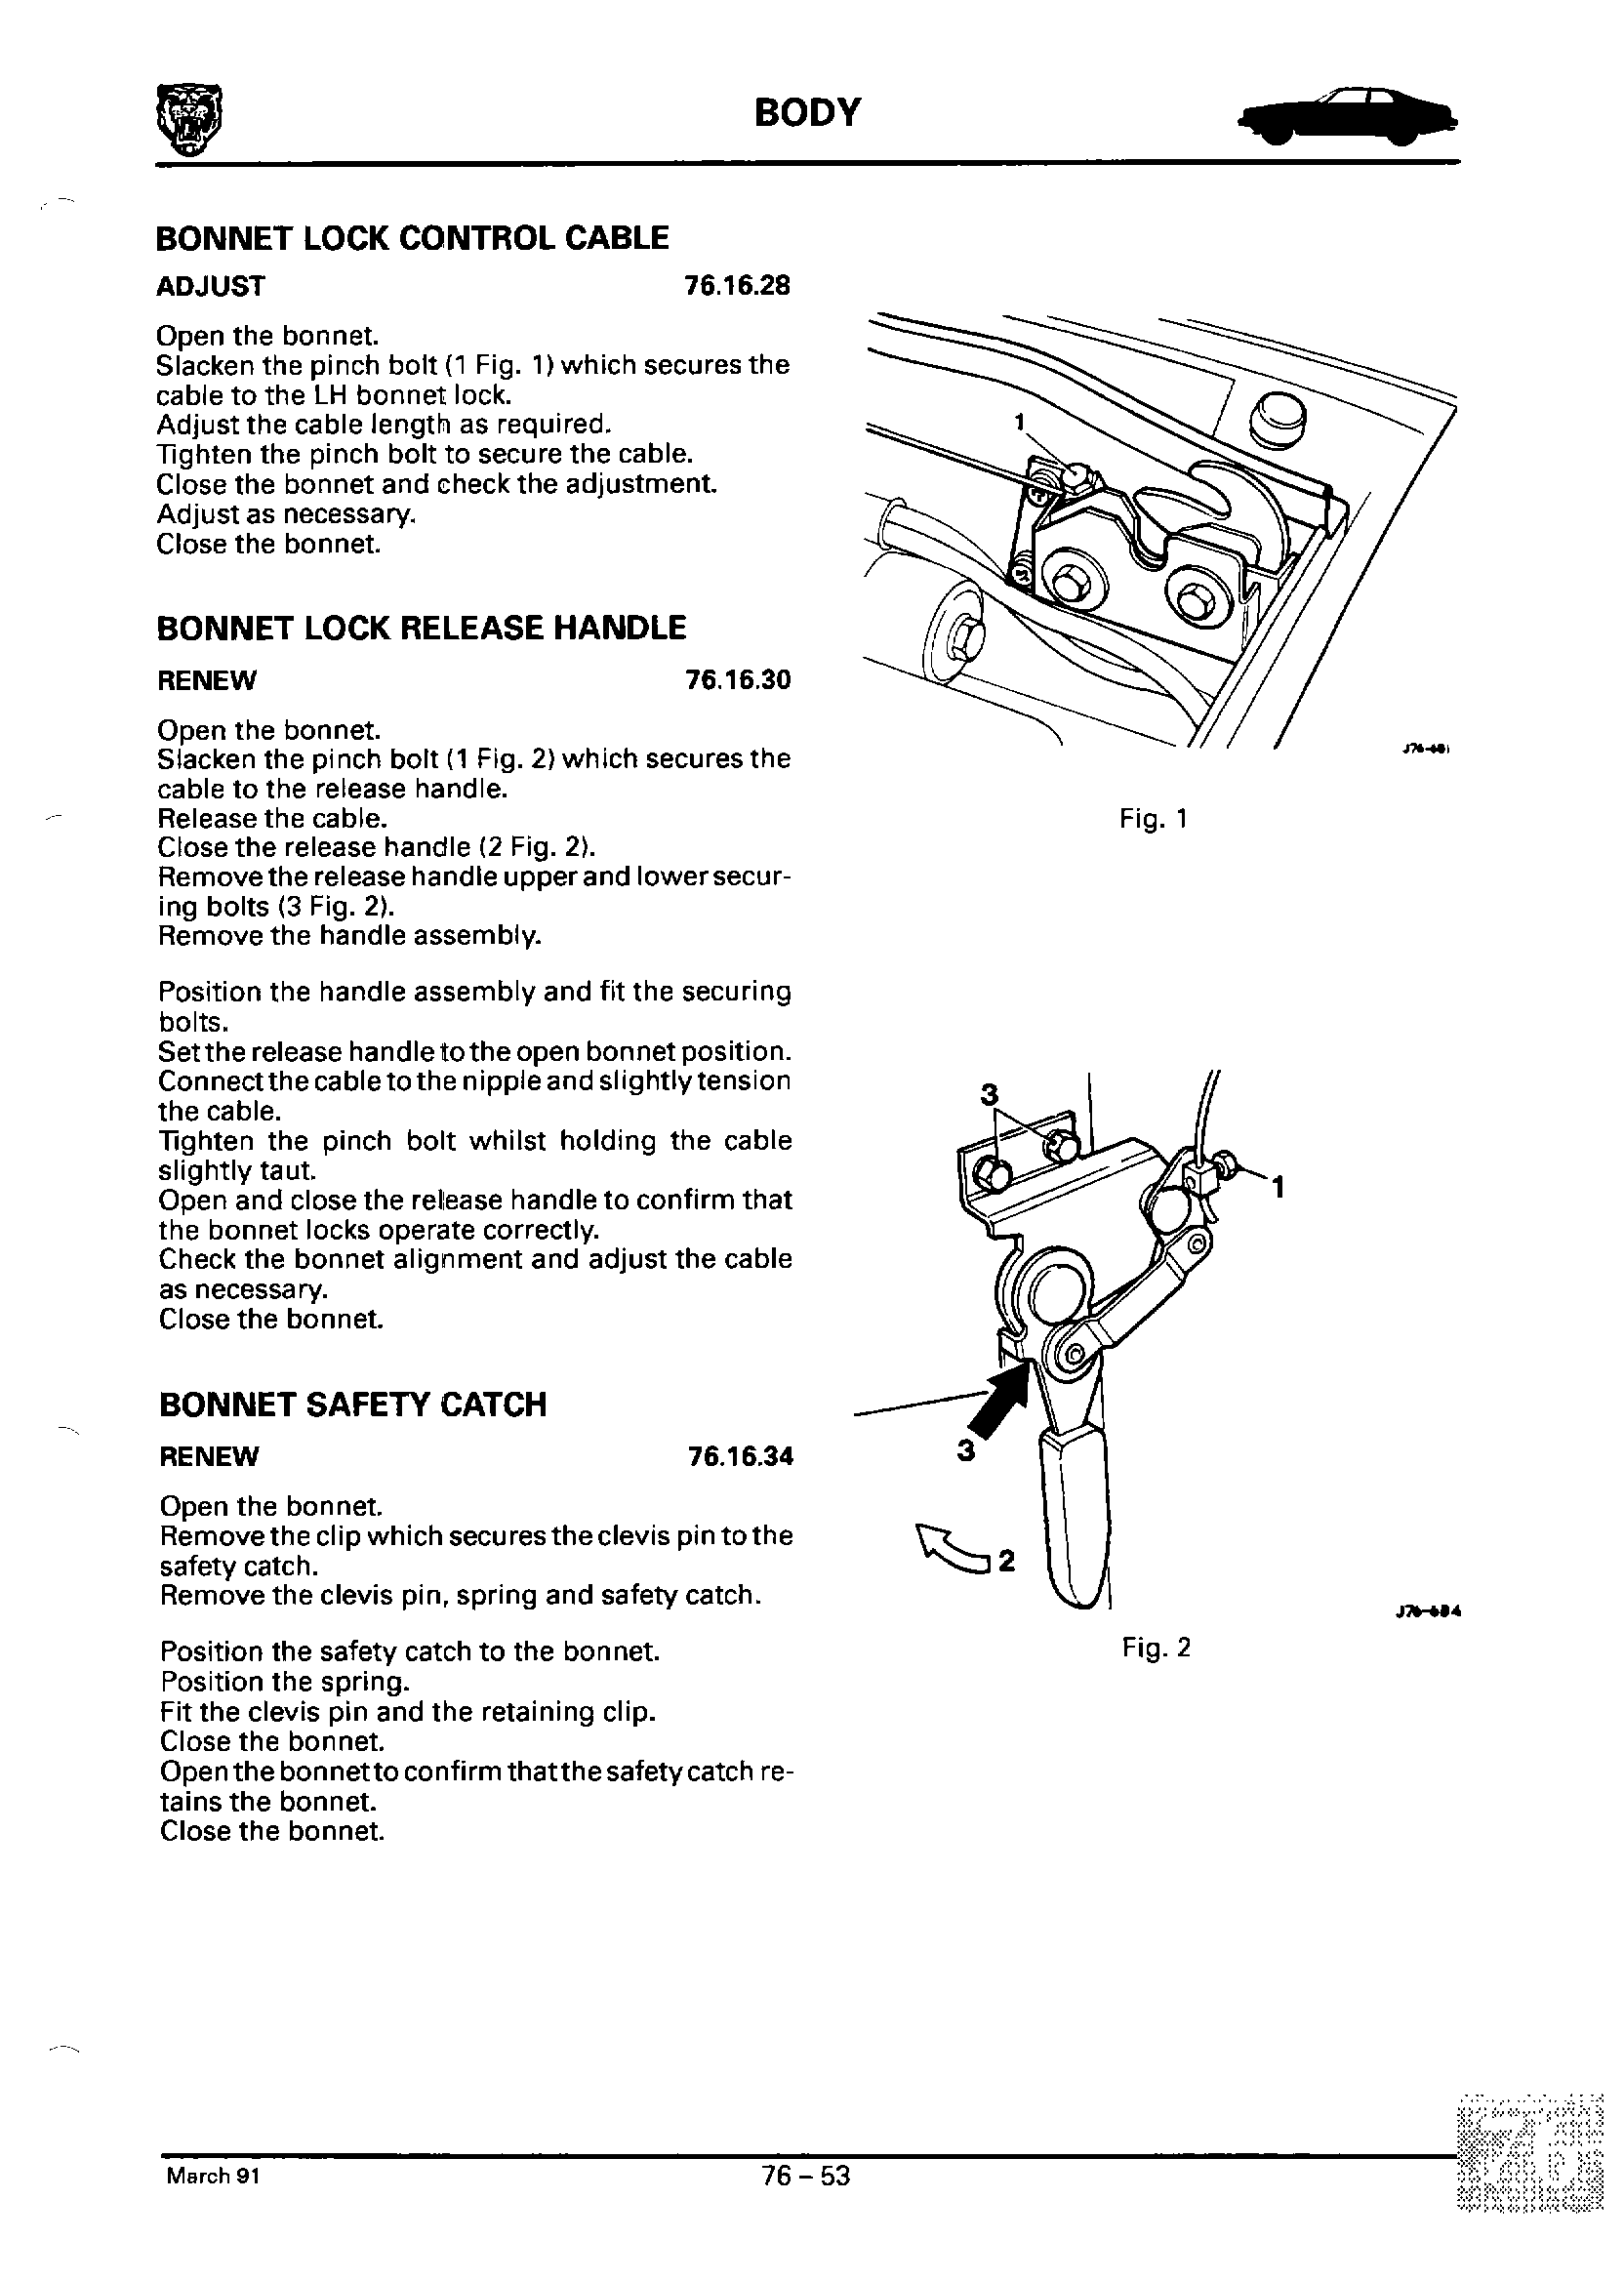 BODY
BONNET LOCK CONTROL CABLE
ADJUST 76.16.28
Open the bonnet.
Slacken the pinch bolt (1 Fig. 1) which secures the
cable to the LH bonnet lock.
Adjust the cable length as required.
Tighten the pinch bolt to secure the cable.
Close the bonnet and check the adjustment.
Adjust as necessary.
Close the bonnet.
BONNET LOCK RELEASE HANDLE
RENEW 76.16.30
Open the bonnet.
Slacken the pinch bolt (1 Fig. 2) which secures the
cable to the release handle.
Release the cable.
Close the release handle (2 Fig. 2).
Remove the release handle upper and lower secur-
ing bolts (3 Fig. 2).
Remove the handle assembly.
Position the handle assembly and fit the securing
bolts.
Set the release handle to the open bonnet position.
Connect the cable to the nipple and slightly tension
the cable.
Tighten the pinch bolt whilst holding the cable
slightly taut.
Open and close the release handle to confirm that
the bonnet locks operate correctly.
Check the bonnet alignment and adjust the cable
as necessary.
Close the bonnet.
BONNET SAFETY CATCH
RENEW 76.16.34
Open the bonnet.
Remove the clip which secures the clevis pin to the
safety catch.
Remove the clevis pin, spring and safety catch.
Position the safety catch to the bonnet.
Position the spring.
Fit the clevis pin and the retaining clip.
Close the bonnet.
Open the bonnet to confirm that the safety catch re-
tains the bonnet.
Close the bonnet.
1
Fig. 1
3
1
3
2
Fig. 2
March 91
76 – 53
76